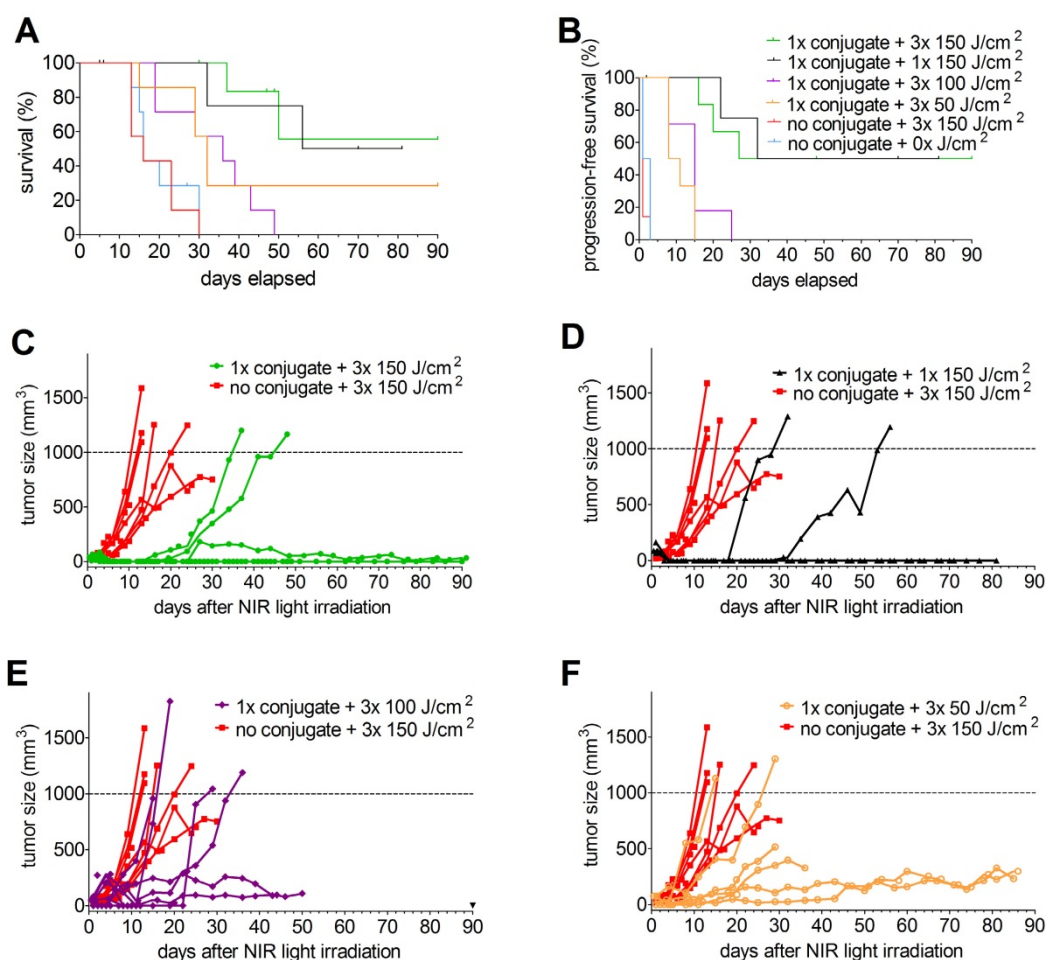 A
survival (%)
100
80
60
40
20
0
0 10 20 30 40 50 60 70 80 90
days elapsed
B
1x conjugate + 3x 150 J/cm²
1x conjugate + 1x 150 J/cm²
1x conjugate + 3x 100 J/cm²
1x conjugate + 3x 50 J/cm²
no conjugate + 3x 150 J/cm²
no conjugate + 0x J/cm²
progression-free survival (%)
100
80
60
40
20
0
0 10 20 30 40 50 60 70 80 90
days elapsed
C
1x conjugate + 3x 150 J/cm²
no conjugate + 3x 150 J/cm²
tumor size (mm³)
1500
1000
500
0
0 10 20 30 40 50 60 70 80 90
days after NIR light irradiation
D
1x conjugate + 1x 150 J/cm²
no conjugate + 3x 150 J/cm²
tumor size (mm³)
1500
1000
500
0
0 10 20 30 40 50 60 70 80 90
days after NIR light irradiation
E
1x conjugate + 3x 100 J/cm²
no conjugate + 3x 150 J/cm²
tumor size (mm³)
1500
1000
500
0
0 10 20 30 40 50 60 70 80 90
days after NIR light irradiation
F
1x conjugate + 3x 50 J/cm²
no conjugate + 3x 150 J/cm²
tumor size (mm³)
1500
1000
500
0
0 10 20 30 40 50 60 70 80 90
days after NIR light irradiation